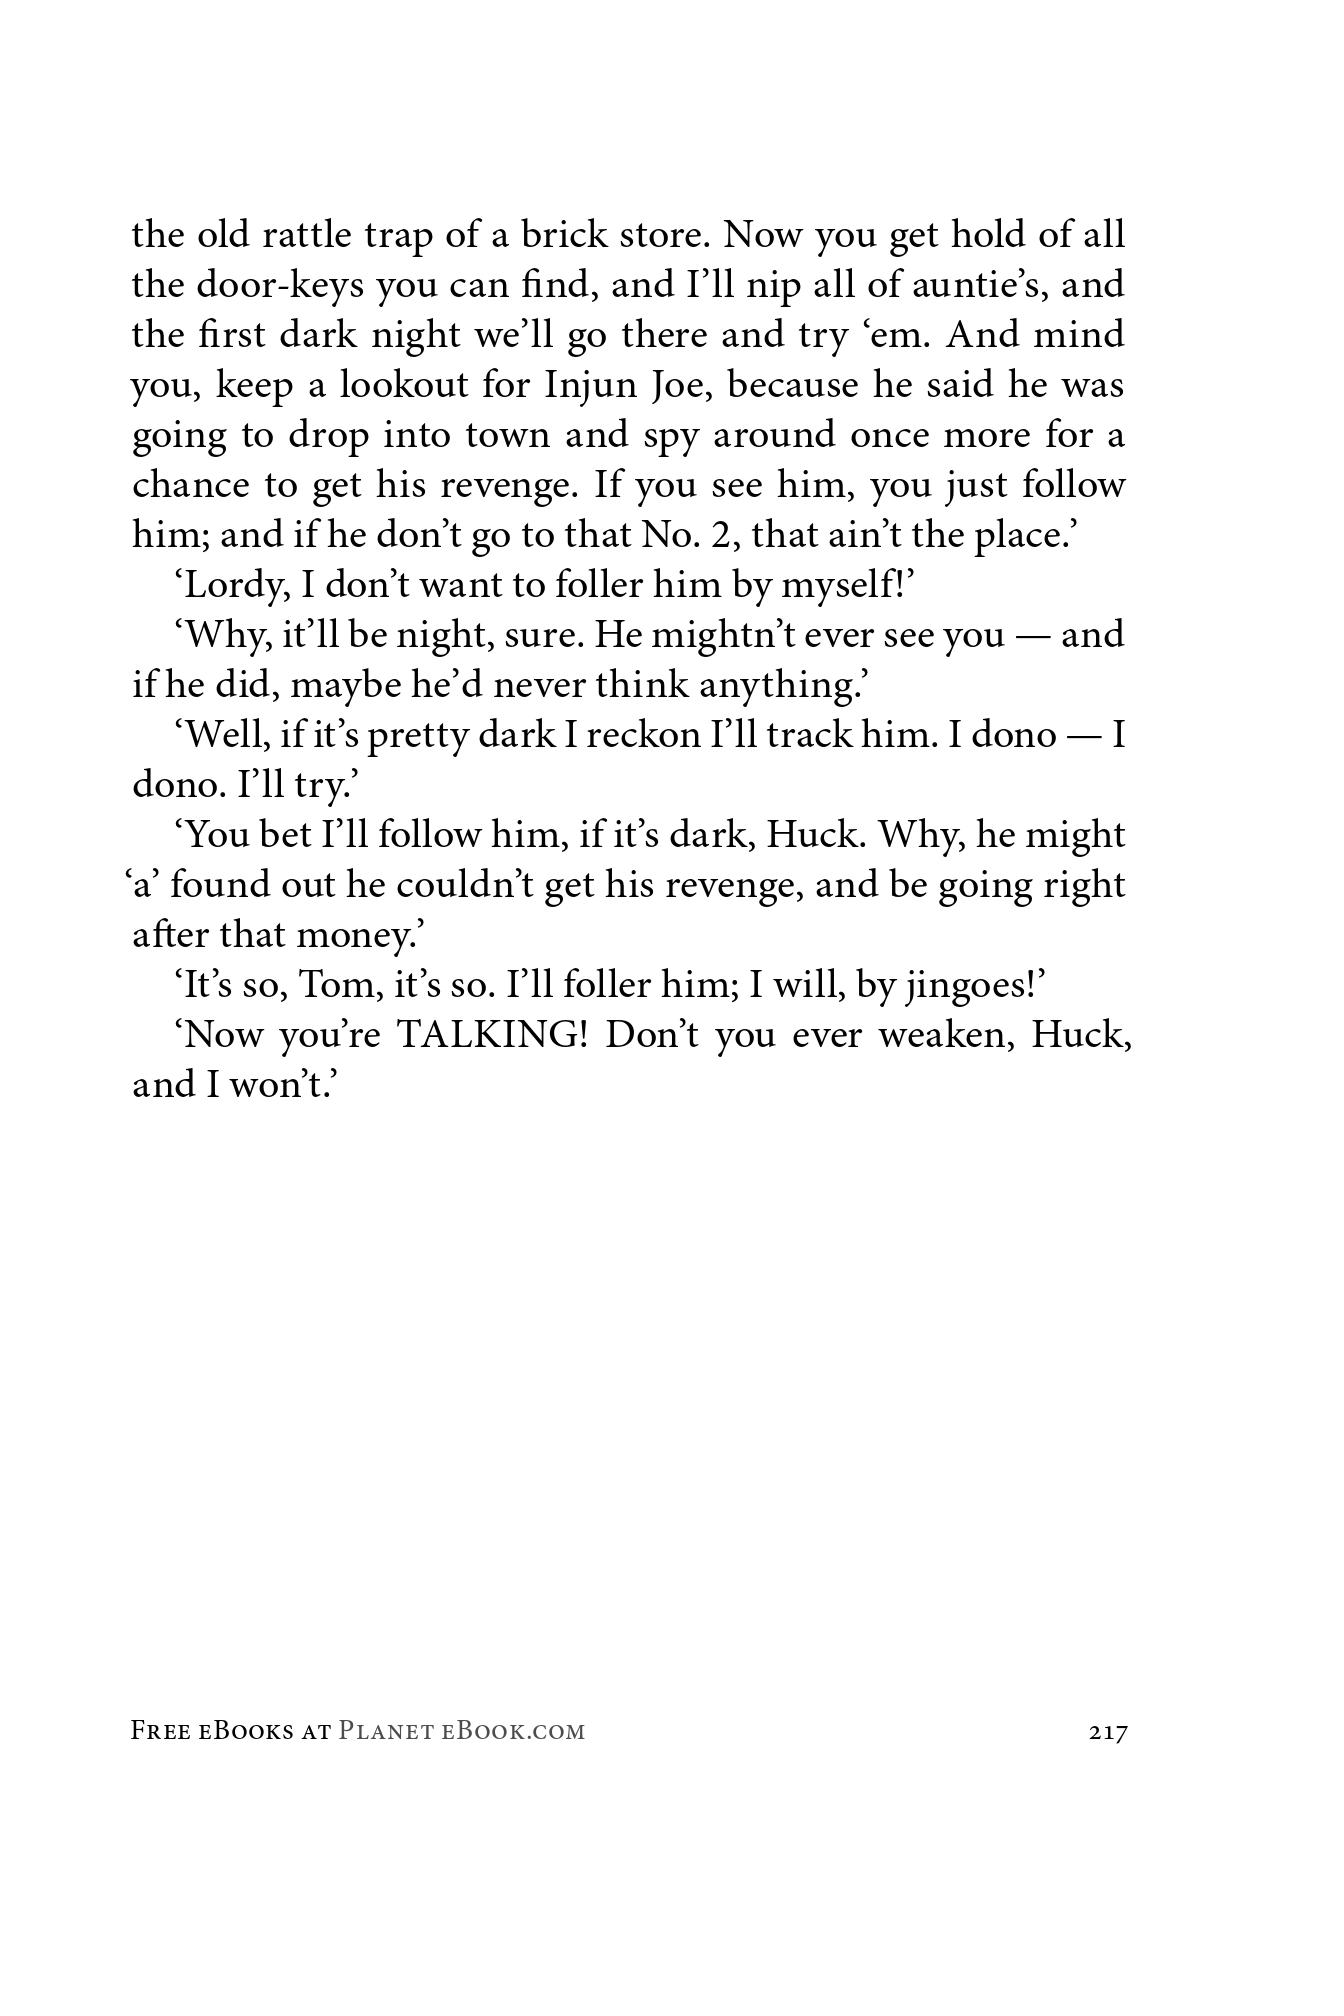 the old rattle trap of a brick store. Now you get hold of all
the door-keys you can find, and I’ll nip all of auntie’s, and
the first dark night we’ll go there and try ‘em. And mind
you, keep a lookout for Injun Joe, because he said he was
going to drop into town and spy around once more for a
chance to get his revenge. If you see him, you just follow
him; and if he don’t go to that No. 2, that ain’t the place.’
‘Lordy, I don’t want to foller him by myself!’
‘Why, it’ll be night, sure. He mightn’t ever see you — and
if he did, maybe he’d never think anything.’
‘Well, if it’s pretty dark I reckon I’ll track him. I dono — I
dono. I’ll try.’
‘You bet I’ll follow him, if it’s dark, Huck. Why, he might
‘a’ found out he couldn’t get his revenge, and be going right
after that money.’
‘It’s so, Tom, it’s so. I’ll foller him; I will, by jingoes!’
‘Now you’re TALKING! Don’t you ever weaken, Huck,
and I won’t.’
Free eBooks at Planet eBook.com 217